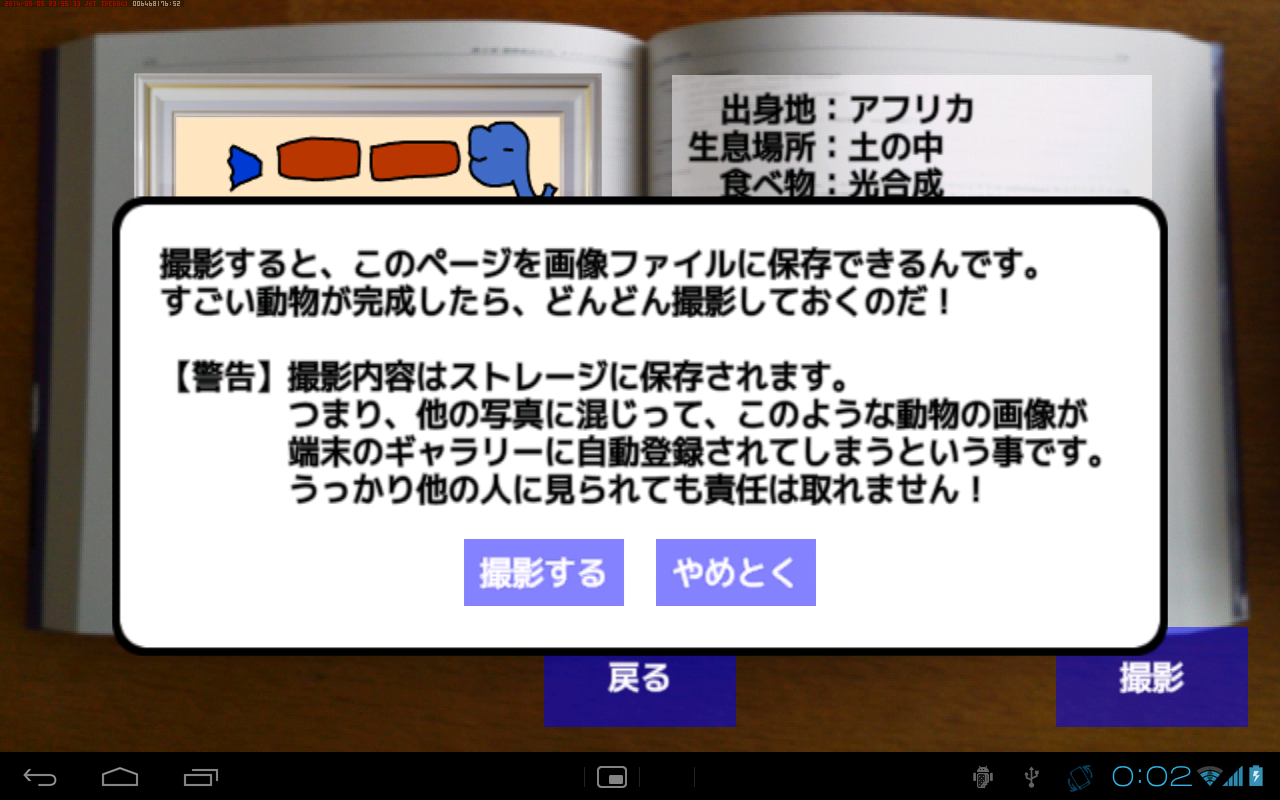 出身地：アフリカ
生息場所：土の中
食べ物：光合成
撮影すると、このページを画像ファイルに保存できるんです。
すごい動物が完成したら、どんどん撮影しておくのだ！
【警告】撮影内容はストレージに保存されます。
つまり、他の写真に混じって、このような動物の画像が
端末のギャラリーに自動登録されてしまうという事です。
うっかり他の人に見られても責任は取れません！
撮影する
やめとく
戻る
撮影
0:02